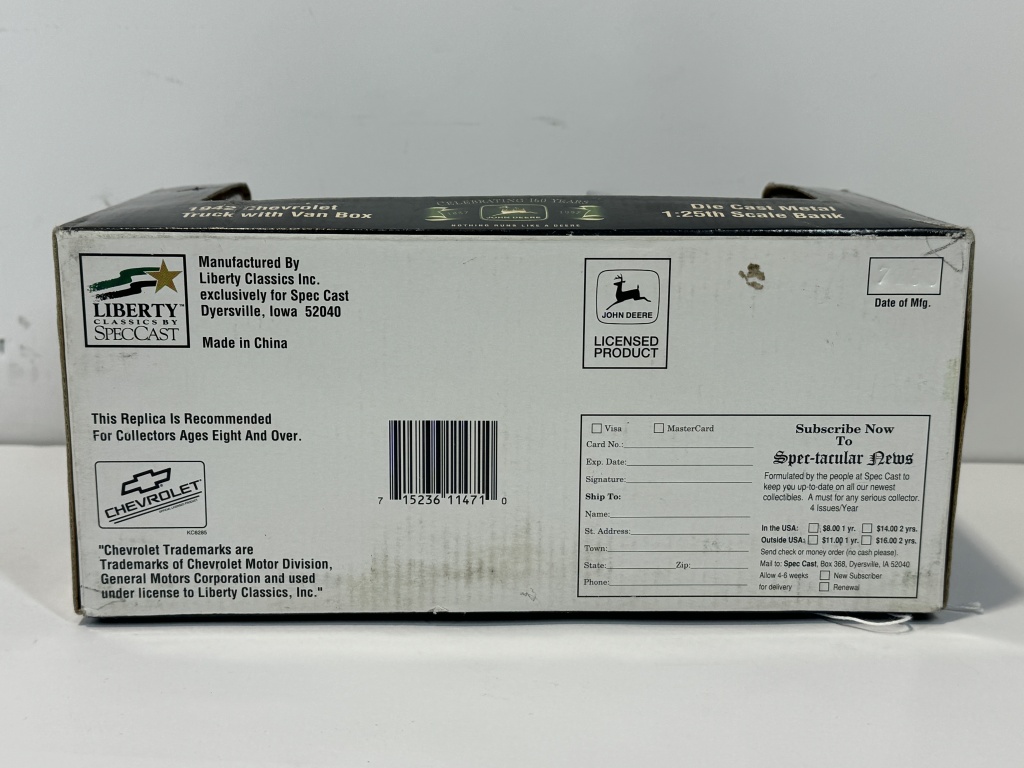 1942 Chevrolet
Truck with Van Box
CELEBRATING 160 YEARS
1837
JOHN DEERE
1997
NOTHING RUNS LIKE A DEERE
Die Cast Metal
1:25th Scale Bank
LIBERTY™
CLASSICS BY
SPECCAST
Manufactured By
Liberty Classics Inc.
exclusively for Spec Cast
Dyersville, Iowa 52040
Made in China
JOHN DEERE
LICENSED
PRODUCT
Date of Mfg.
This Replica Is Recommended
For Collectors Ages Eight And Over.
CHEVROLET
KC6285
"Chevrolet Trademarks are
Trademarks of Chevrolet Motor Division,
General Motors Corporation and used
under license to Liberty Classics, Inc."
7 15236 11471 0
Visa MasterCard
Card No.:
Exp. Date:
Signature:
Ship To:
Name:
St. Address:
Town:
State: Zip:
Phone:
Subscribe Now
To
Spec-tacular News
Formulated by the people at Spec Cast to
keep you up-to-date on all our newest
collectibles. A must for any serious collector.
4 Issues/Year
In the USA: $8.00 1 yr. $14.00 2 yrs.
Outside USA: $11.00 1 yr. $16.00 2 yrs.
Send check or money order (no cash please).
Mail to: Spec Cast, Box 368, Dyersville, IA 52040
Allow 4-6 weeks New Subscriber
for delivery Renewal